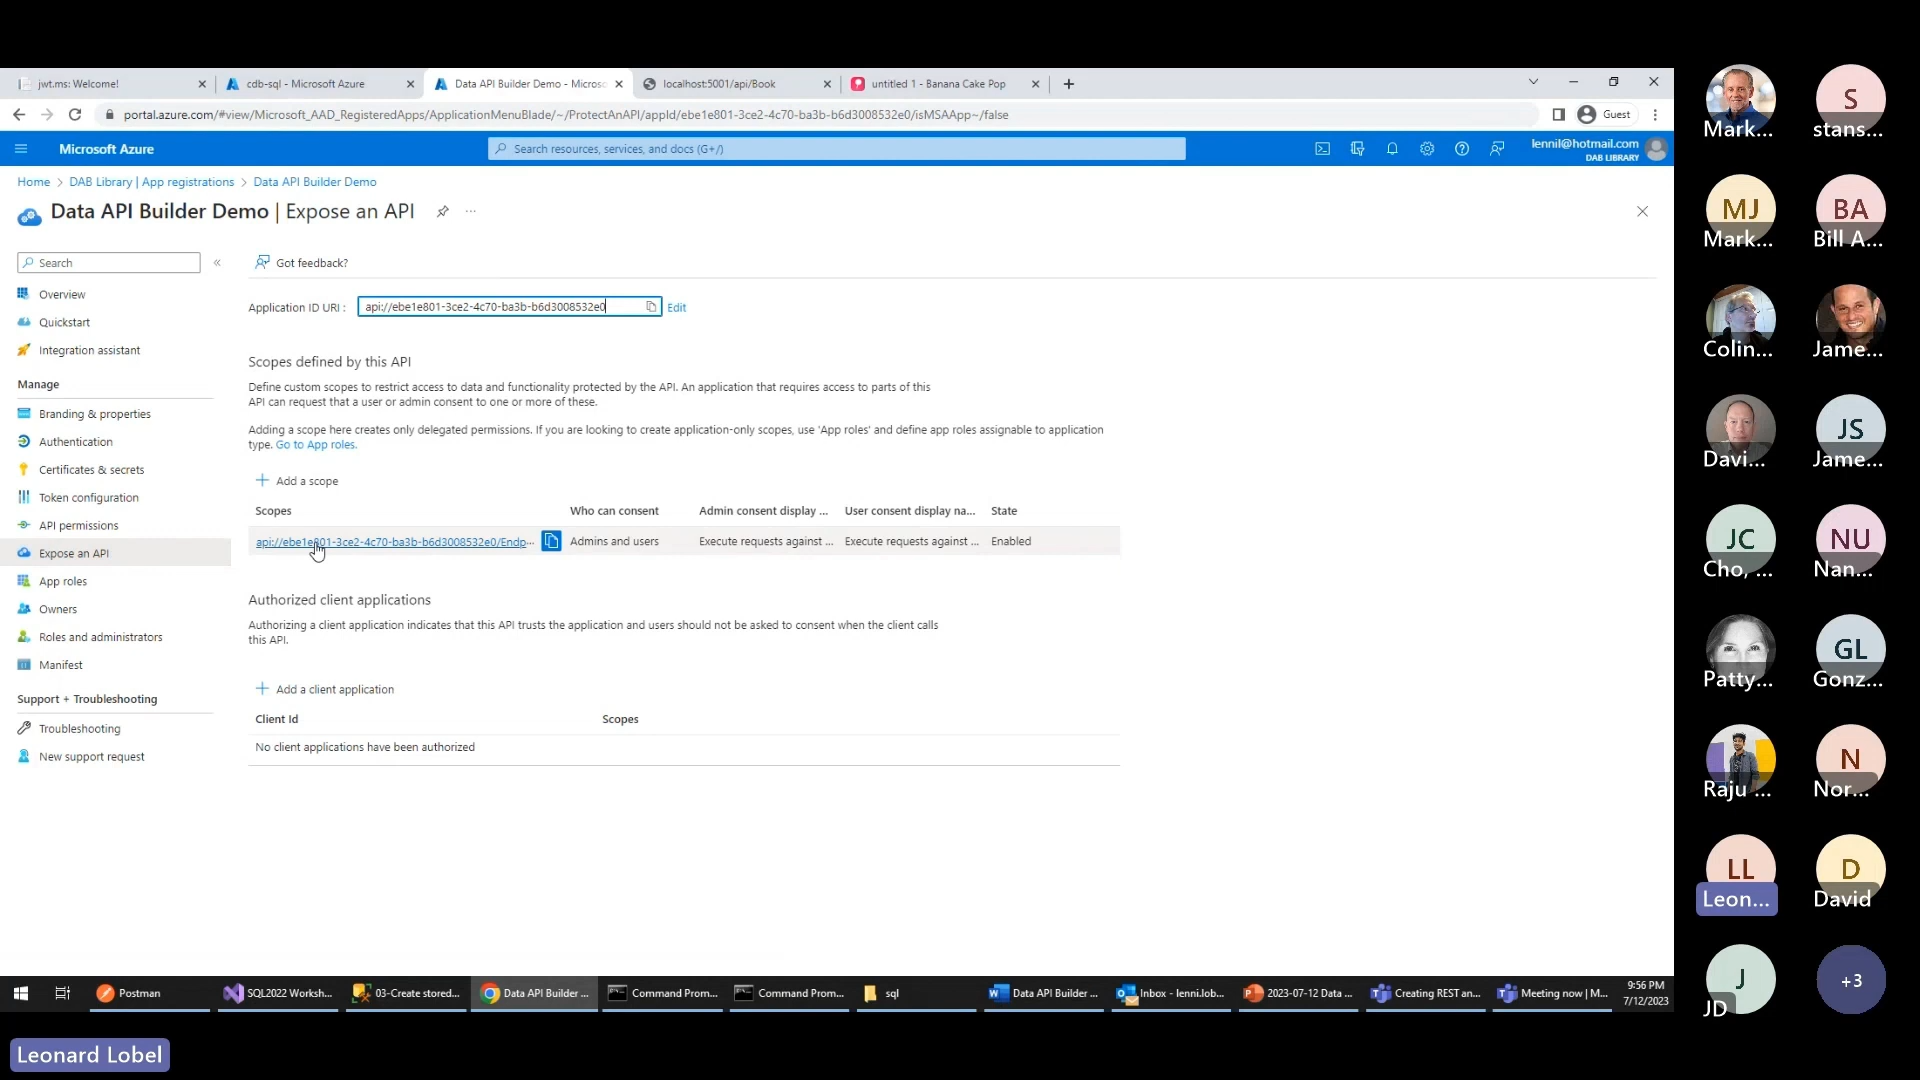 jwt.ms: Welcome!
cdb-sql - Microsoft Azure
Data API Builder Demo - Microso
localhost:5001/api/Book
untitled 1 - Banana Cake Pop
portal.azure.com/#view/Microsoft_AAD_RegisteredApps/ApplicationMenuBlade/~/ProtectAnAPI/appId/ebe1e801-3ce2-4c70-ba3b-b6d3008532e0/isMSAApp~/false
Guest
Microsoft Azure
Search resources, services, and docs (G+/)
lennil@hotmail.com
DAB LIBRARY
Home > DAB Library | App registrations > Data API Builder Demo
Data API Builder Demo | Expose an API
Search
Got feedback?
Overview
Quickstart
Integration assistant
Manage
Branding & properties
Authentication
Certificates & secrets
Token configuration
API permissions
Expose an API
App roles
Owners
Roles and administrators
Manifest
Support + Troubleshooting
Troubleshooting
New support request
Application ID URI : api://ebe1e801-3ce2-4c70-ba3b-b6d3008532e0 Edit
Scopes defined by this API
Define custom scopes to restrict access to data and functionality protected by the API. An application that requires access to parts of this
API can request that a user or admin consent to one or more of these.
Adding a scope here creates only delegated permissions. If you are looking to create application-only scopes, use 'App roles' and define app roles assignable to application
type. Go to App roles.
Add a scope
Scopes Who can consent Admin consent display ... User consent display na... State
api://ebe1e801-3ce2-4c70-ba3b-b6d3008532e0/Endp... Admins and users Execute requests against ... Execute requests against ... Enabled
Authorized client applications
Authorizing a client application indicates that this API trusts the application and users should not be asked to consent when the client calls
this API.
Add a client application
Client Id Scopes
No client applications have been authorized
Postman
SQL2022 Worksh...
03-Create stored...
Data API Builder ...
Command Prom...
Command Prom...
sql
Data API Builder ...
Inbox - lenni.lob...
2023-07-12 Data ...
Creating REST an...
Meeting now | M...
9:56 PM
7/12/2023
Mark...
S
stans...
MJ
Mark...
BA
Bill A...
Colin...
Jame...
Davi...
JS
Jame...
JC
Cho, ...
NU
Nan...
Patty...
GL
Gonz...
Raju ...
N
Nor...
LL
Leon...
D
David
J
JD
+3
Leonard Lobel